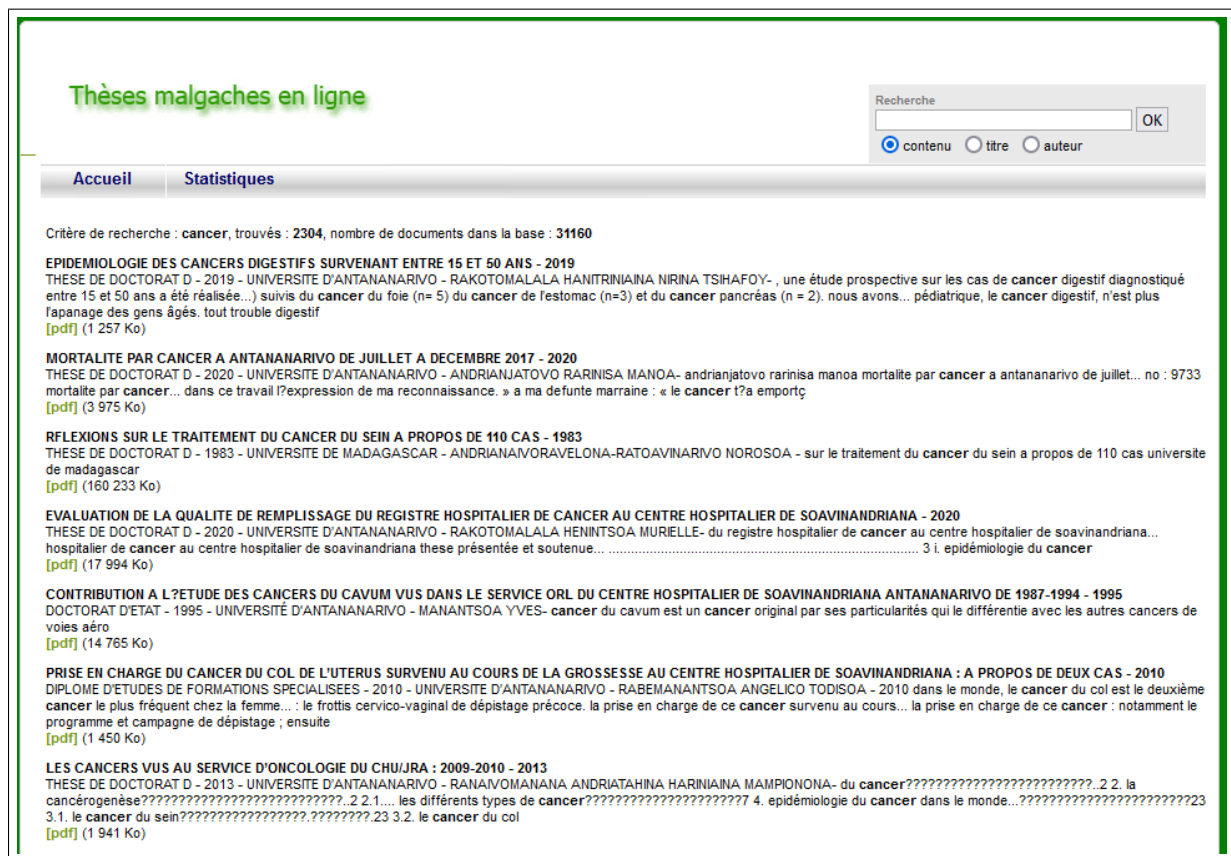 Thèses malgaches en ligne
Recherche
OK
contenu titre auteur
Accueil Statistiques
Critère de recherche : cancer, trouvés : 2304, nombre de documents dans la base : 31160
EPIDEMIOLOGIE DES CANCERS DIGESTIFS SURVENANT ENTRE 15 ET 50 ANS - 2019
THESE DE DOCTORAT D - 2019 - UNIVERSITE D'ANTANANARIVO - RAKOTOMALALA HANITRINIAINA NIRINA TSIHAFOY- , une étude prospective sur les cas de cancer digestif diagnostiqué
entre 15 et 50 ans a été réalisée...) suivis du cancer du foie (n= 5) du cancer de l'estomac (n=3) et du cancer pancréas (n = 2). nous avons... pédiatrique, le cancer digestif, n'est plus
l'apanage des gens âgés. tout trouble digestif
[pdf] (1 257 Ko)
MORTALITE PAR CANCER A ANTANANARIVO DE JUILLET A DECEMBRE 2017 - 2020
THESE DE DOCTORAT D - 2020 - UNIVERSITE D'ANTANANARIVO - ANDRIANJATOVO RARINISA MANOA- andrianjatovo rarinisa manoa mortalite par cancer a antananarivo de juillet... no : 9733
mortalite par cancer... dans ce travail l?expression de ma reconnaissance. » a ma defunte marraine : « le cancer t?a emportç
[pdf] (3 975 Ko)
RFLEXIONS SUR LE TRAITEMENT DU CANCER DU SEIN A PROPOS DE 110 CAS - 1983
THESE DE DOCTORAT D - 1983 - UNIVERSITE DE MADAGASCAR - ANDRIANAIVORAVELONA-RATOAVINARIVO NOROSOA - sur le traitement du cancer du sein a propos de 110 cas universite
de madagascar
[pdf] (160 233 Ko)
EVALUATION DE LA QUALITE DE REMPLISSAGE DU REGISTRE HOSPITALIER DE CANCER AU CENTRE HOSPITALIER DE SOAVINANDRIANA - 2020
THESE DE DOCTORAT D - 2020 - UNIVERSITE D'ANTANANARIVO - RAKOTOMALALA HENINTSOA MURIELLE- du registre hospitalier de cancer au centre hospitalier de soavinandriana...
hospitalier de cancer au centre hospitalier de soavinandriana these présentée et soutenue... ............................................................................ 3 i. epidémiologie du cancer
[pdf] (17 994 Ko)
CONTRIBUTION A L?ETUDE DES CANCERS DU CAVUM VUS DANS LE SERVICE ORL DU CENTRE HOSPITALIER DE SOAVINANDRIANA ANTANANARIVO DE 1987-1994 - 1995
DOCTORAT D'ETAT - 1995 - UNIVERSITÉ D'ANTANANARIVO - MANANTSOA YVES- cancer du cavum est un cancer original par ses particularités qui le différentie avec les autres cancers de
voies aéro
[pdf] (14 765 Ko)
PRISE EN CHARGE DU CANCER DU COL DE L'UTERUS SURVENU AU COURS DE LA GROSSESSE AU CENTRE HOSPITALIER DE SOAVINANDRIANA : A PROPOS DE DEUX CAS - 2010
DIPLOME D'ETUDES DE FORMATIONS SPECIALISEES - 2010 - UNIVERSITE D'ANTANANARIVO - RABEMANANTSOA ANGELICO TODISOA - 2010 dans le monde, le cancer du col est le deuxième
cancer le plus fréquent chez la femme... : le frottis cervico-vaginal de dépistage précoce. la prise en charge de ce cancer survenu au cours... la prise en charge de ce cancer : notamment le
programme et campagne de dépistage ; ensuite
[pdf] (1 450 Ko)
LES CANCERS VUS AU SERVICE D'ONCOLOGIE DU CHU/JRA : 2009-2010 - 2013
THESE DE DOCTORAT D - 2013 - UNIVERSITE D'ANTANANARIVO - RANAIVOMANANA ANDRIATAHINA HARINIAINA MAMPIONONA- du cancer??????????????????????????..2 2. la
cancérogenèse????????????????????????????..2 2.1.... les différents types de cancer?????????????????????7 4. epidémiologie du cancer dans le monde...???????????????????????23
3.1. le cancer du sein?????????????????.????????.23 3.2. le cancer du col
[pdf] (1 941 Ko)